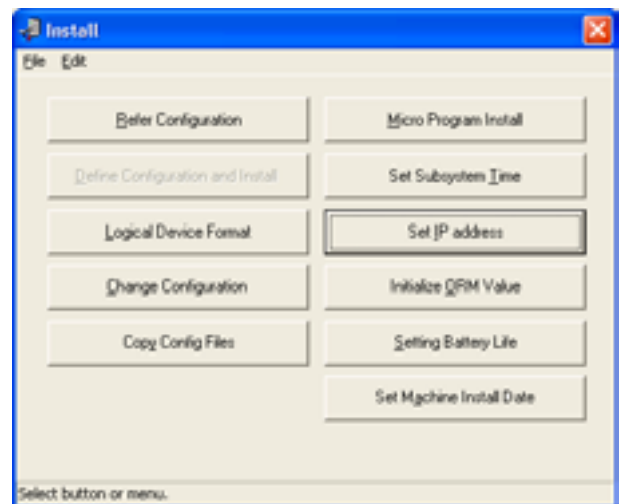 Install
File Edit
Refer Configuration
Micro Program Install
Define Configuration and Install
Set Subsystem Time
Logical Device Format
Set IP address
Change Configuration
Initialize ORM Value
Copy Config Files
Setting Battery Life
Set Machine Install Date
Select button or menu.